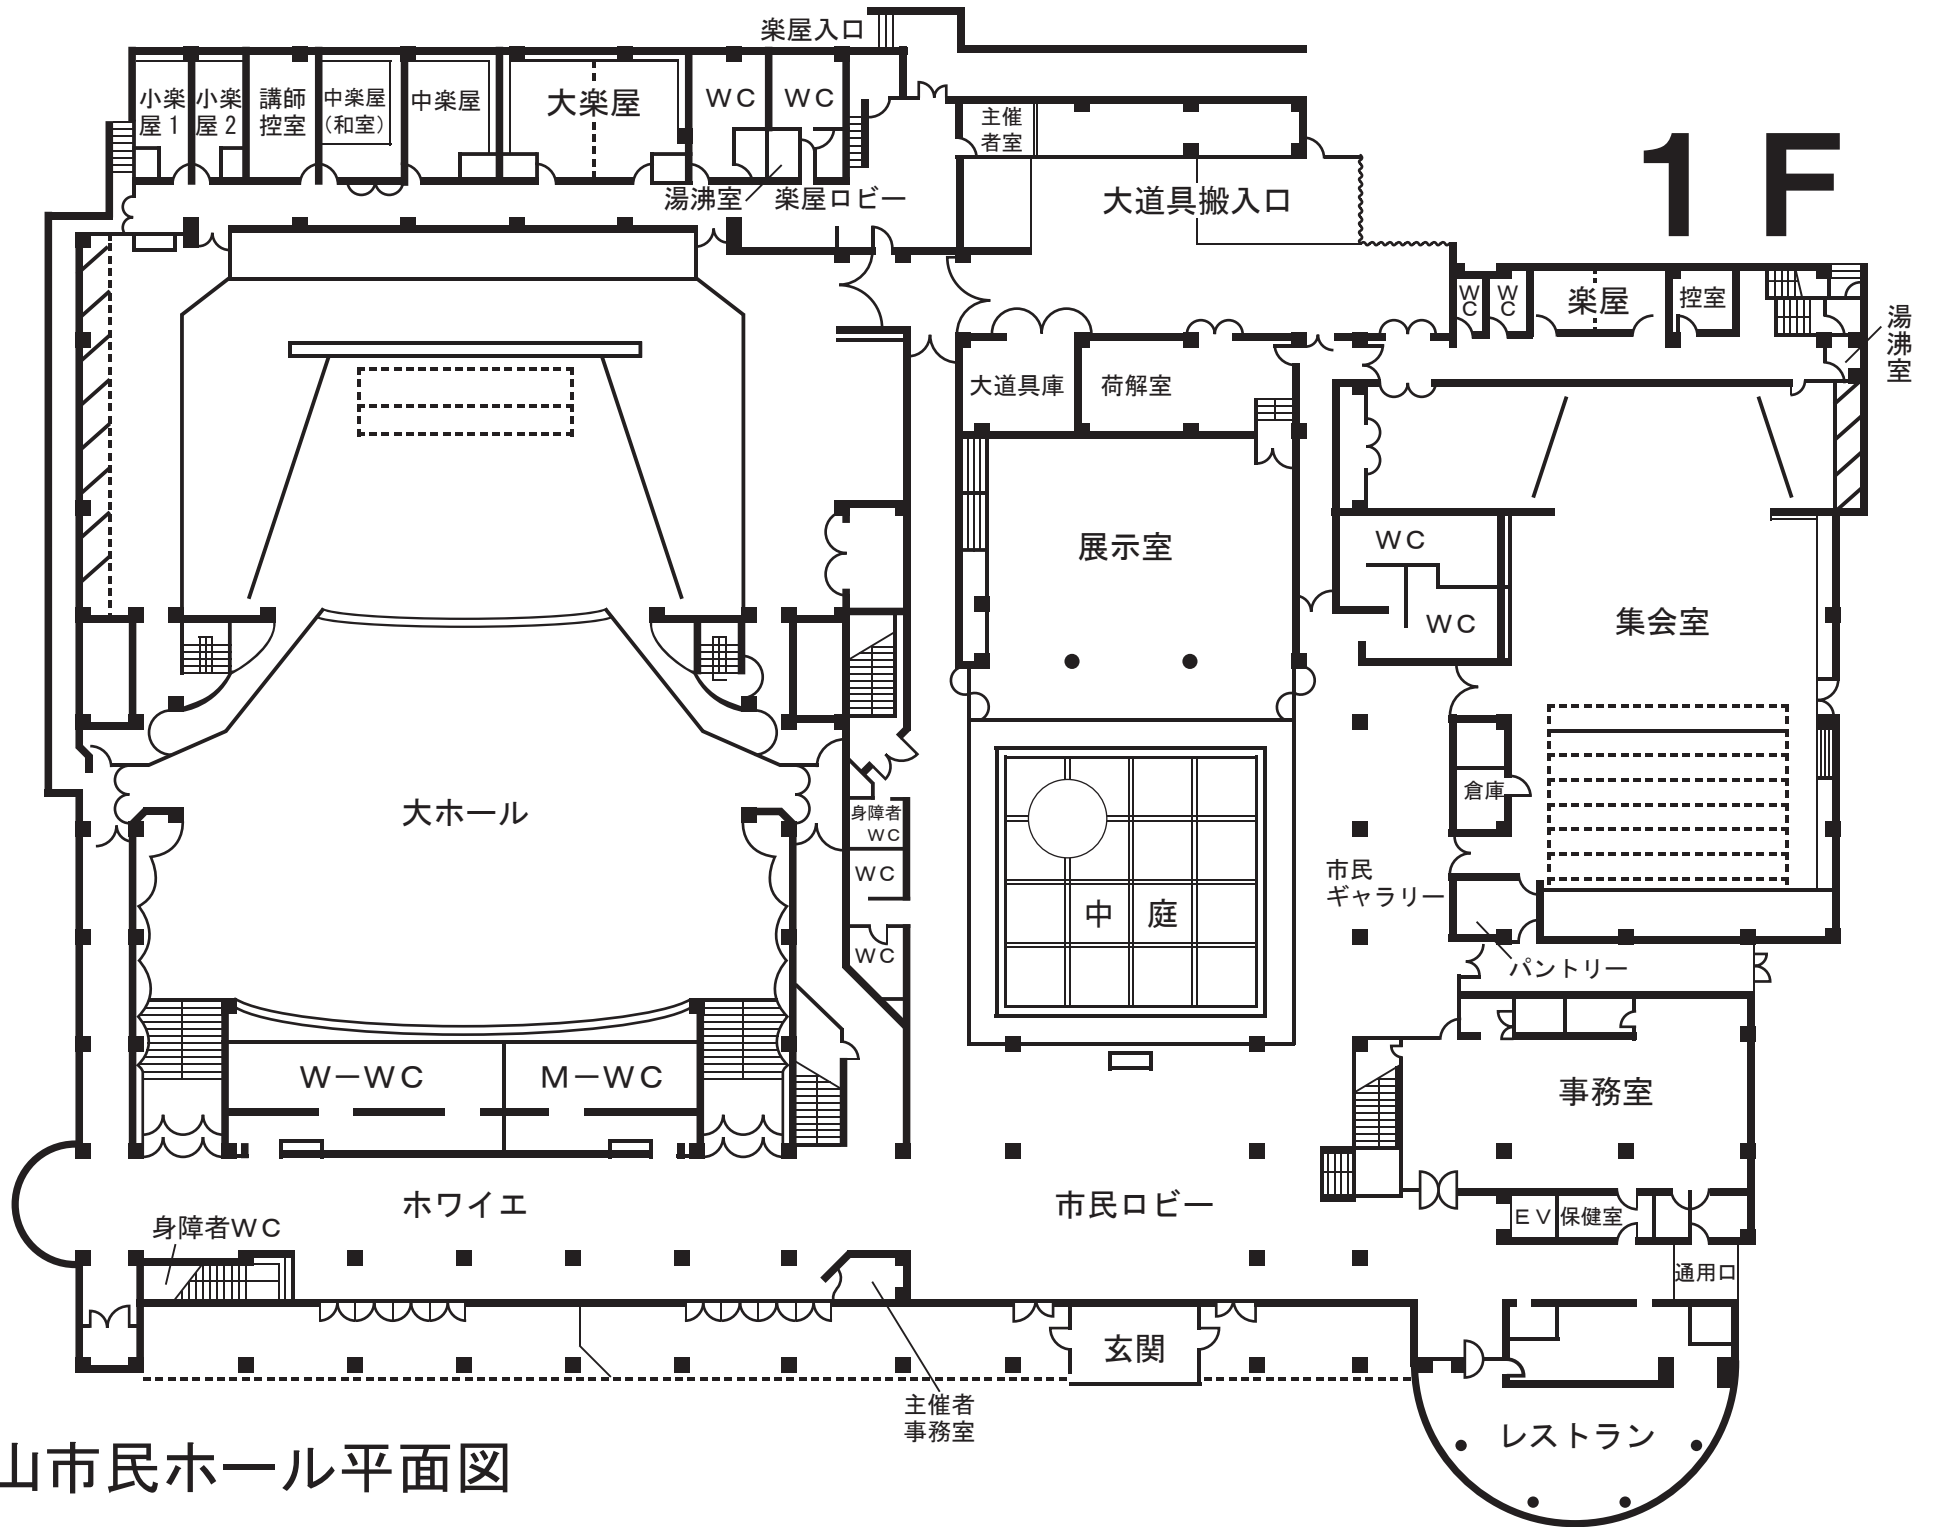 楽屋入口
1F
小楽
屋1
小楽
屋2
講師
控室
中楽屋
(和室)
中楽屋
大楽屋
WC
WC
主催
者室
湯沸室
楽屋ロビー
大道具搬入口
WC
WC
楽屋
控室
湯沸室
大道具庫
荷解室
展示室
WC
WC
集会室
大ホール
身障者
WC
WC
WC
倉庫
市民
ギャラリー
中庭
パントリー
W－WC
M－WC
事務室
ホワイエ
市民ロビー
EV
保健室
身障者WC
通用口
玄関
主催者
事務室
レストラン
山市民ホール平面図